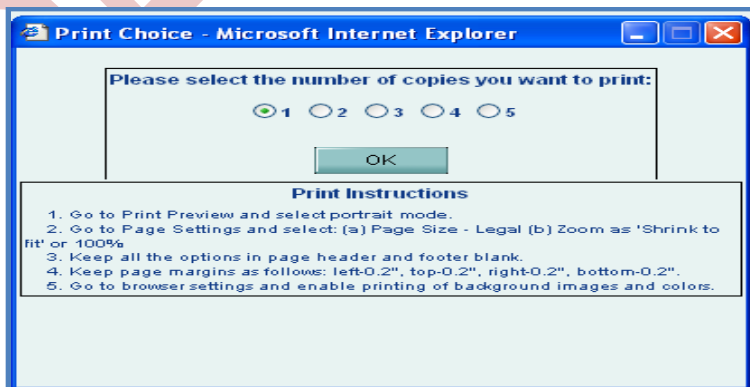 Print Choice - Microsoft Internet Explorer
Please select the number of copies you want to print:
1 2 3 4 5
OK
Print Instructions
1. Go to Print Preview and select portrait mode.
2. Go to Page Settings and select: (a) Page Size - Legal (b) Zoom as 'Shrink to
fit' or 100%
3. Keep all the options in page header and footer blank.
4. Keep page margins as follows: left-0.2", top-0.2", right-0.2", bottom-0.2".
5. Go to browser settings and enable printing of background images and colors.